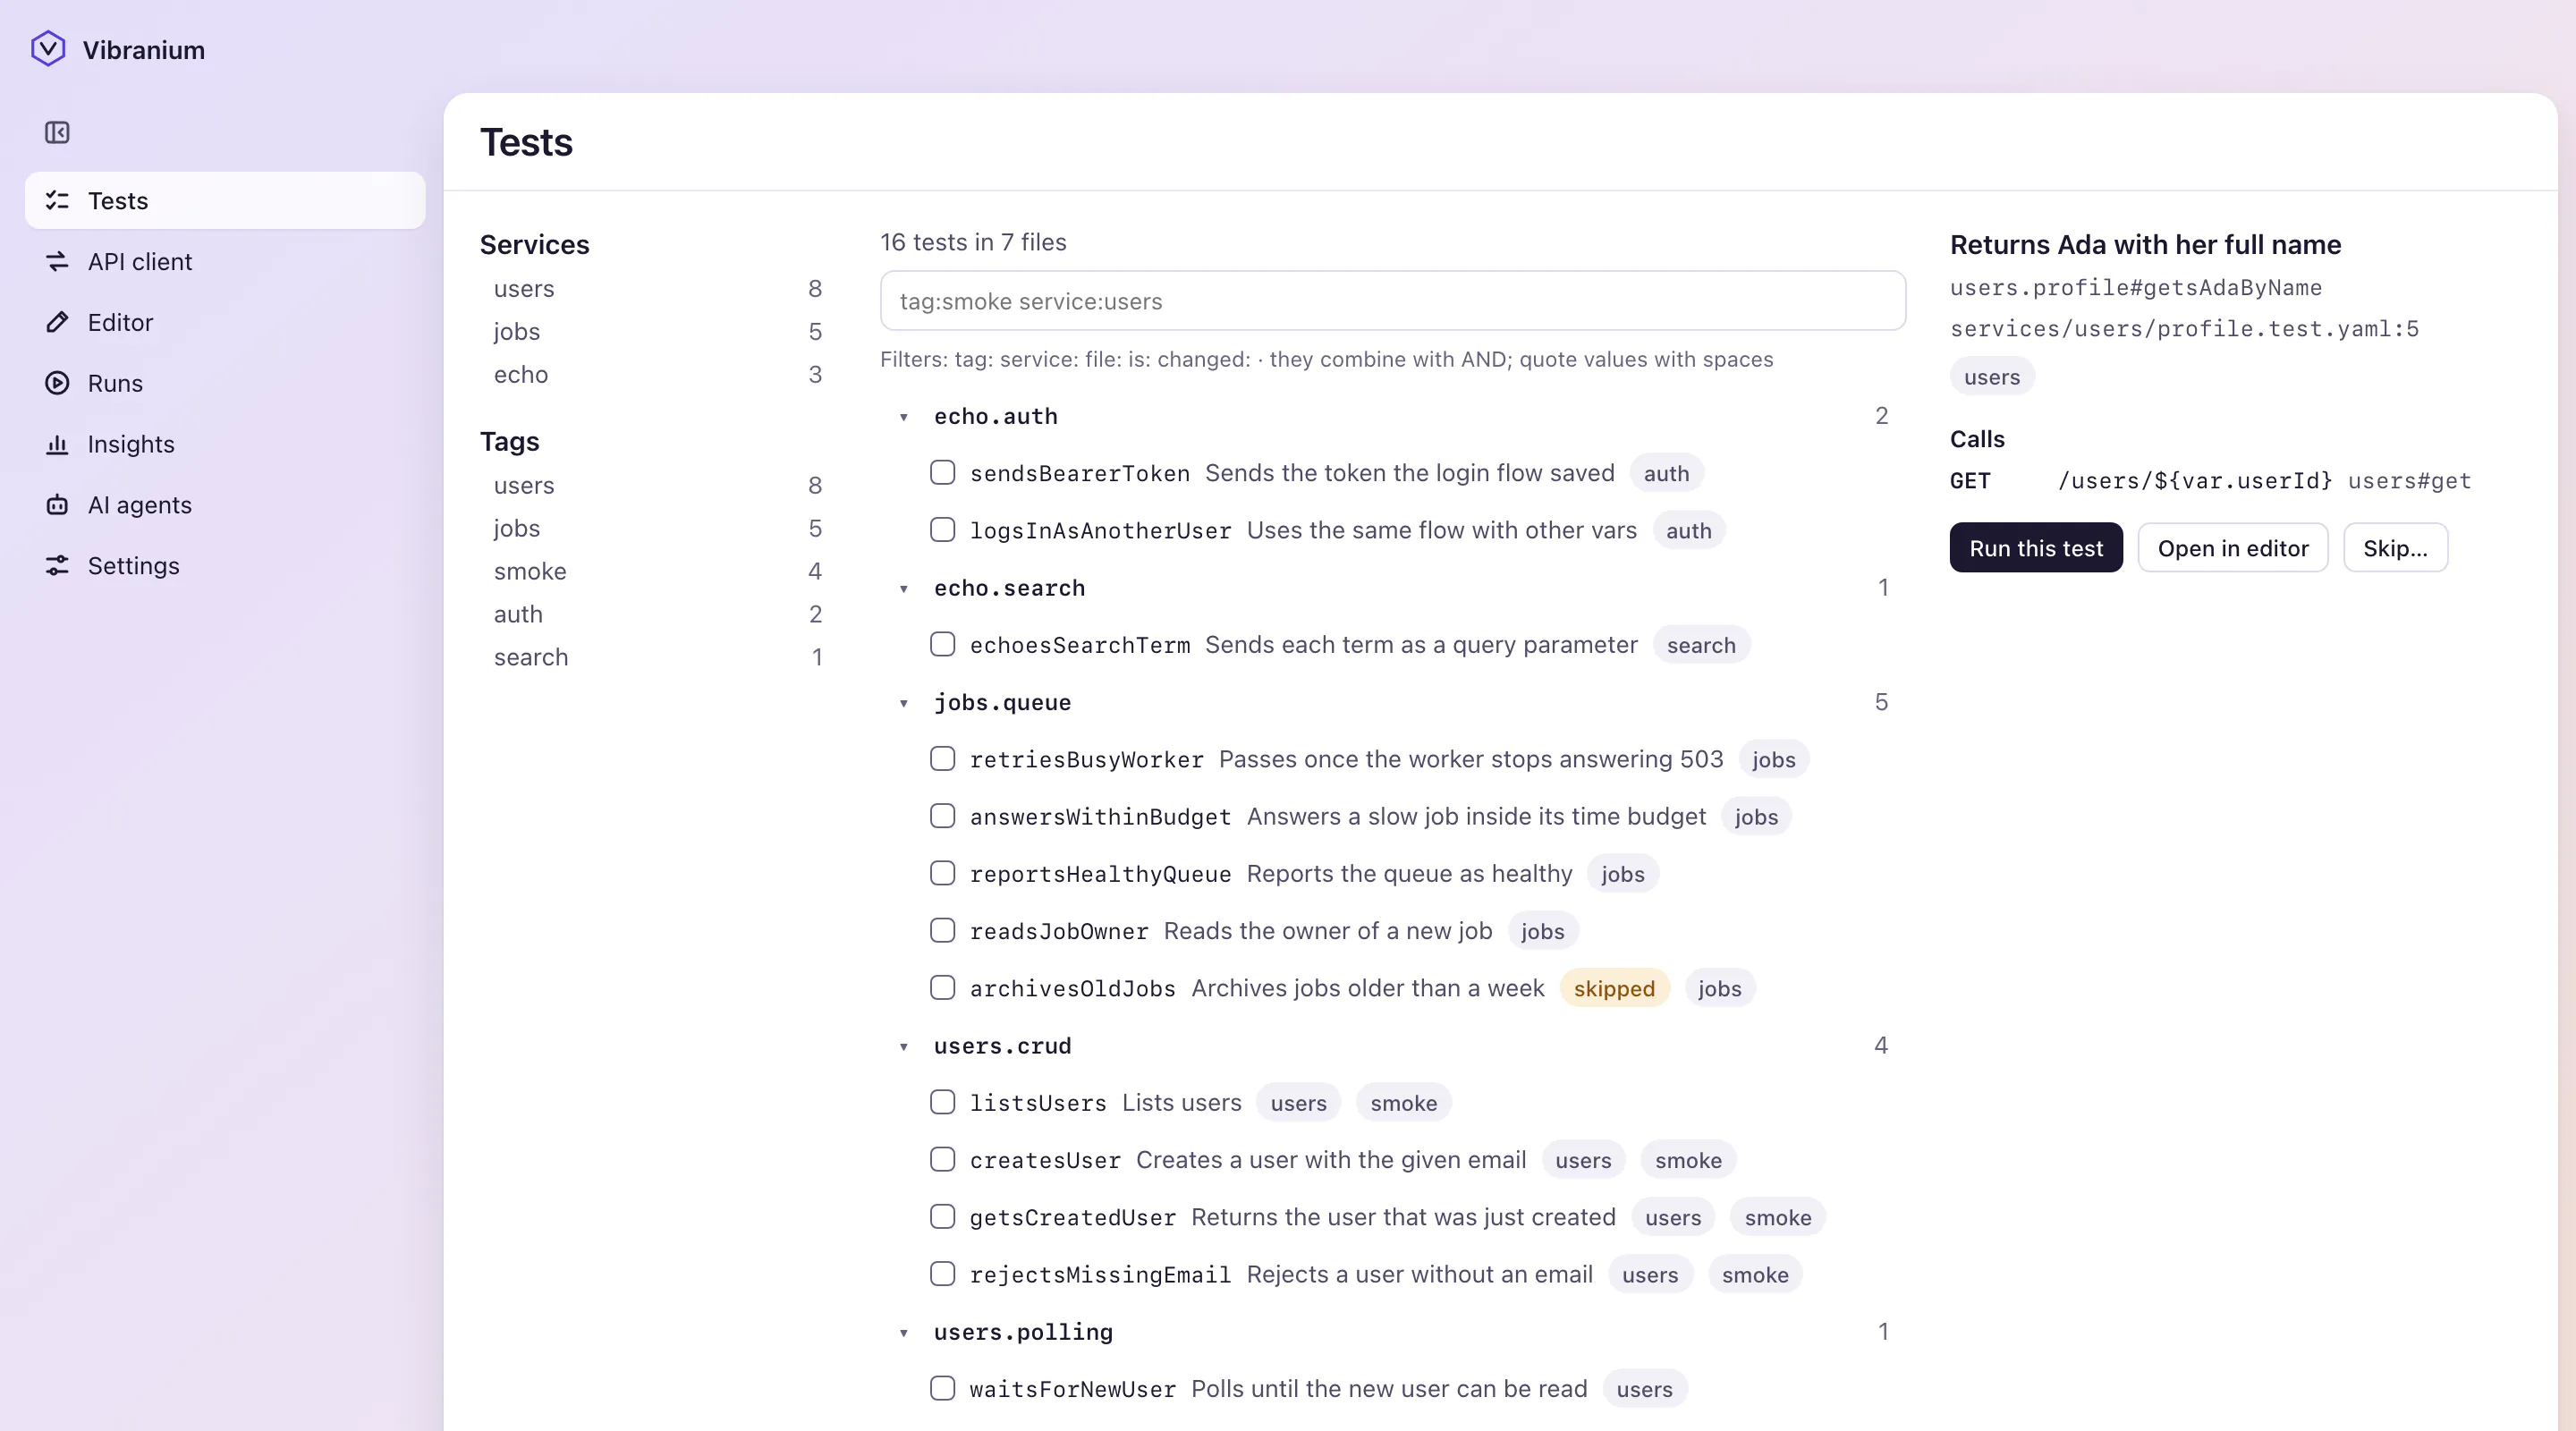 Vibranium
Tests
API client
Editor
Runs
Insights
AI agents
Settings
Tests
Services
users 8
jobs 5
echo 3
Tags
users 8
jobs 5
smoke 4
auth 2
search 1
16 tests in 7 files
tag:smoke service:users
Filters: tag: service: file: is: changed: · they combine with AND; quote values with spaces
echo.auth 2
sendsBearerToken Sends the token the login flow saved auth
logsInAsAnotherUser Uses the same flow with other vars auth
echo.search 1
echoesSearchTerm Sends each term as a query parameter search
jobs.queue 5
retriesBusyWorker Passes once the worker stops answering 503 jobs
answersWithinBudget Answers a slow job inside its time budget jobs
reportsHealthyQueue Reports the queue as healthy jobs
readsJobOwner Reads the owner of a new job jobs
archivesOldJobs Archives jobs older than a week skipped jobs
users.crud 4
listsUsers Lists users users smoke
createsUser Creates a user with the given email users smoke
getsCreatedUser Returns the user that was just created users smoke
rejectsMissingEmail Rejects a user without an email users smoke
users.polling 1
waitsForNewUser Polls until the new user can be read users
Returns Ada with her full name
users.profile#getsAdaByName
services/users/profile.test.yaml:5
users
Calls
GET /users/${var.userId} users#get
Run this test Open in editor Skip...